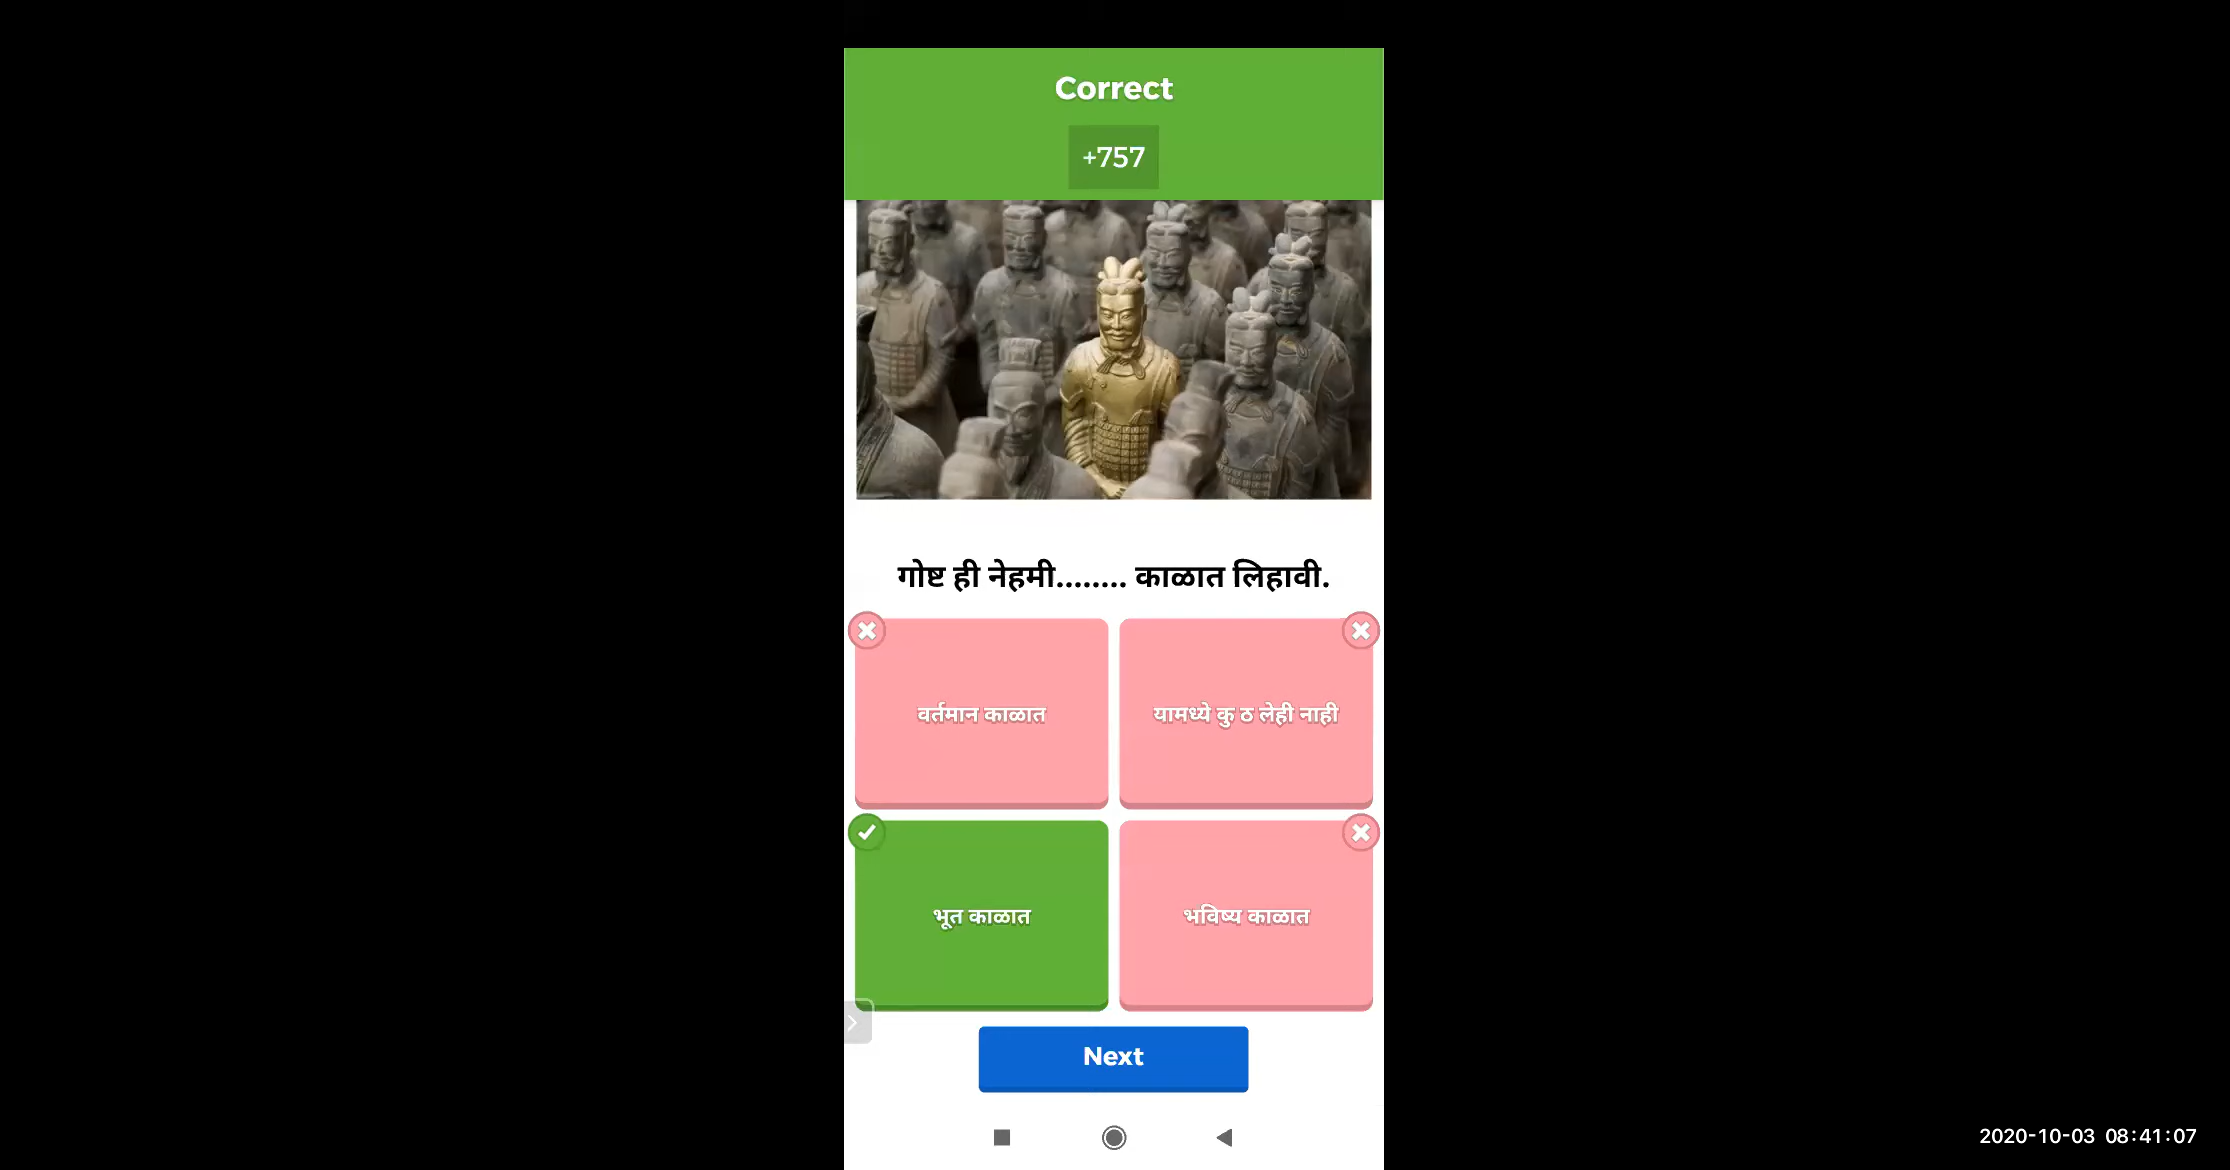 Correct
+757
गोष्ट ही नेहमी........ काळात लिहावी.
वर्तमान काळात
यामध्ये कु ठ लेही नाही
भूत काळात
भविष्य काळात
Next
2020-10-03 08:41:07